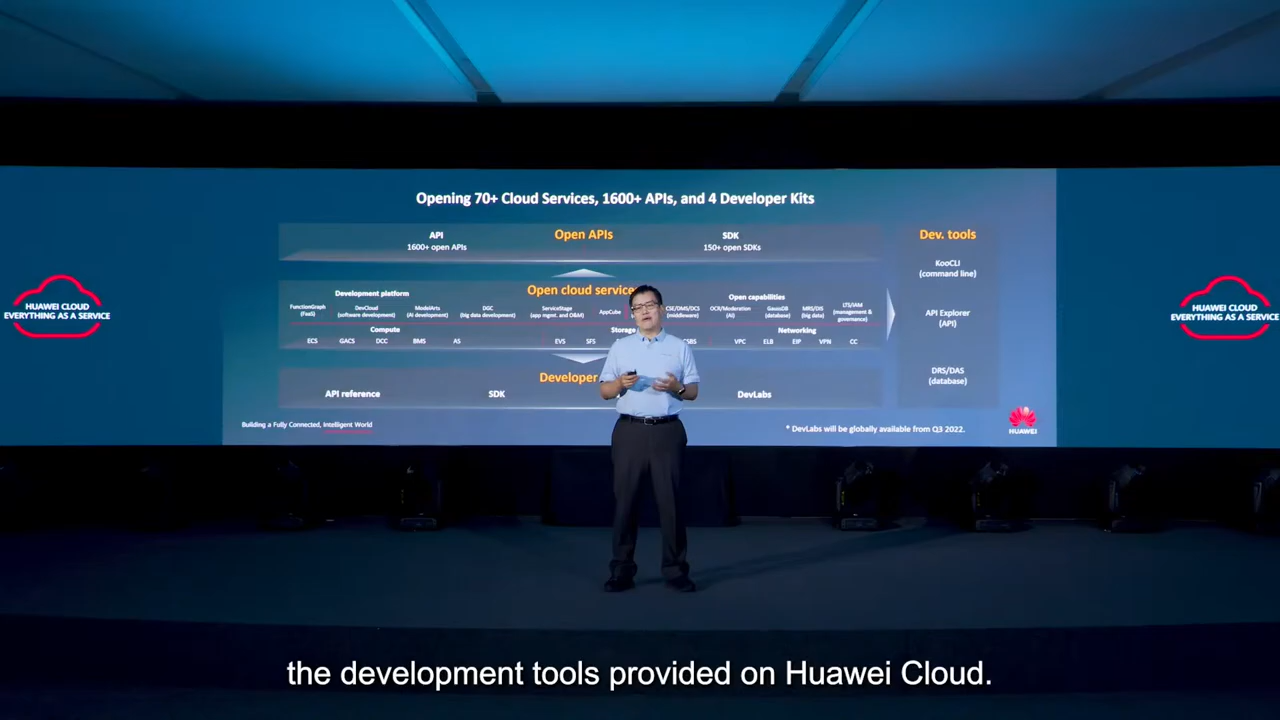 Opening 70+ Cloud Services, 1600+ APIs, and 4 Developer Kits
API
1600+ open APIs
Open APIs
SDK
150+ open SDKs
Dev. tools
KooCLI
(command line)
API Explorer
(API)
DRS/DAS
(database)
Open cloud service
Development platform
FunctionGraph
(FaaS)
DevCloud
(software development)
ModelArts
(AI development)
DGC
(big data development)
ServiceStage
(app mgmt. and O&M)
AppCube
Open capabilities
CSE/DMS/DCS
(middleware)
OCR/Moderation
(AI)
GaussDB
(database)
MRS/DIS
(big data)
LTS/IAM
(management &
governance)
Compute
ECS GACS DCC BMS AS
Storag
EVS SFS CSBS
Networking
VPC ELB EIP VPN CC
Developer
API reference
SDK
DevLabs
Building a Fully Connected, Intelligent World
* DevLabs will be globally available from Q3 2022.
HUAWEI
HUAWEI CLOUD
EVERYTHING AS A SERVICE
HUAWEI CLOUD
EVERYTHING AS A SERVICE
the development tools provided on Huawei Cloud.